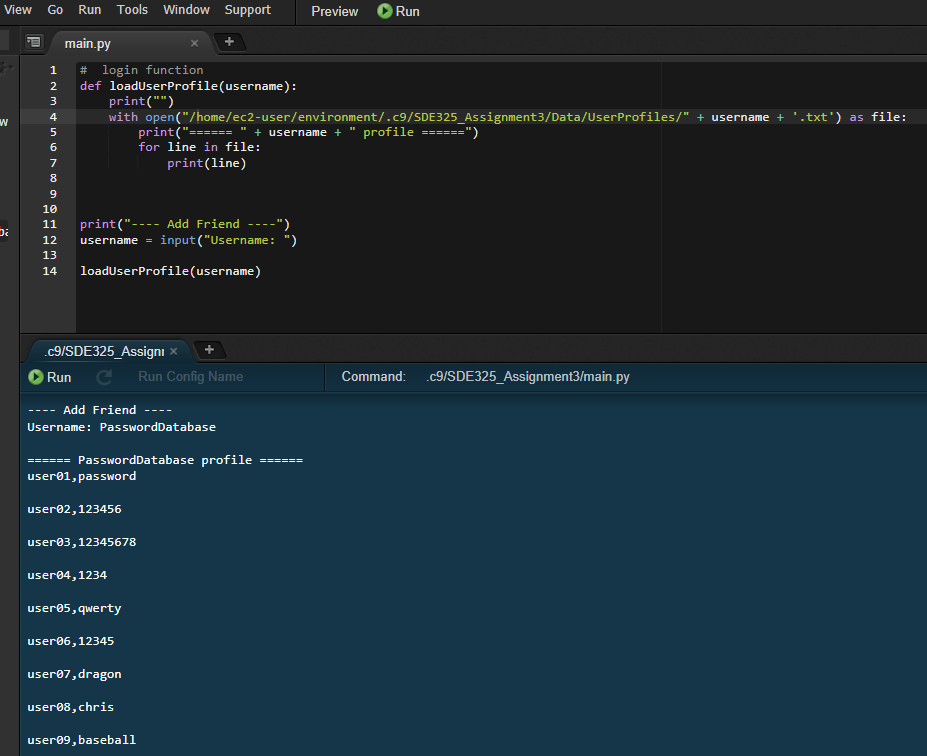 View Go Run Tools Window Support Preview Run
main.py × +
1 # login function
2 def loadUserProfile(username):
3 print("")
4 with open("/home/ec2-user/environment/.c9/SDE325_Assignment3/Data/UserProfiles/" + username + '.txt') as file:
5 print("====== " + username + " profile ======")
6 for line in file:
7 print(line)
8
9
10
11 print("---- Add Friend ----")
12 username = input("Username: ")
13
14 loadUserProfile(username)
.c9/SDE325_Assignm × +
Run Run Config Name Command: .c9/SDE325_Assignment3/main.py
---- Add Friend ----
Username: PasswordDatabase
====== PasswordDatabase profile ======
user01,password
user02,123456
user03,12345678
user04,1234
user05,qwerty
user06,12345
user07,dragon
user08,chris
user09,baseball